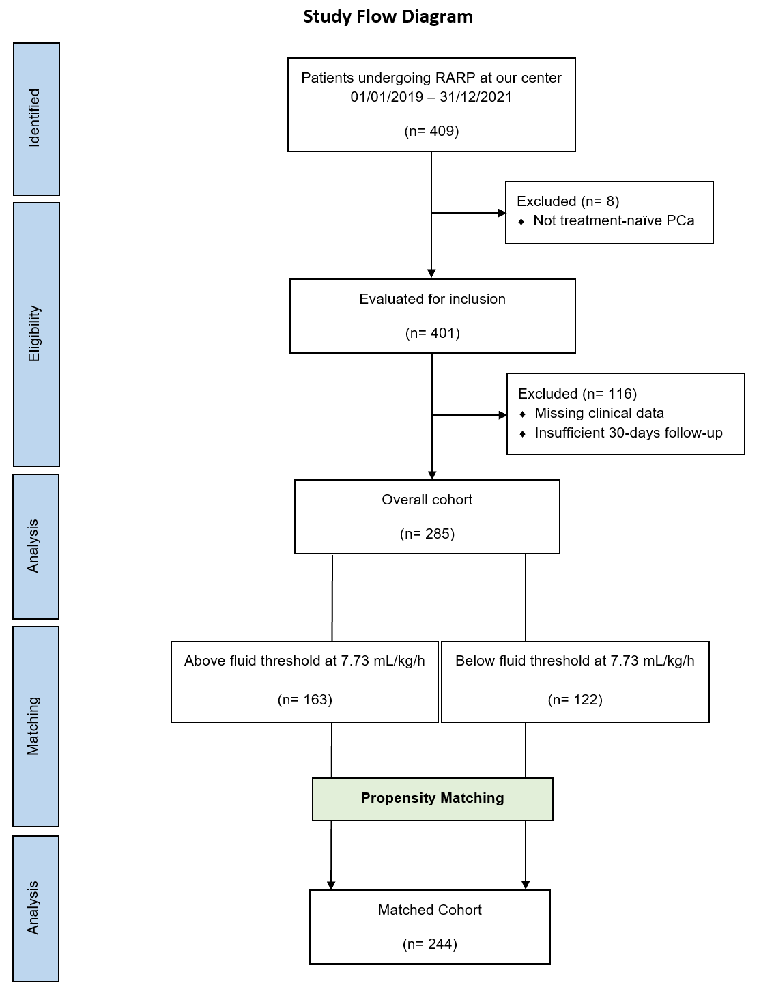 Study Flow Diagram
Identified
Patients undergoing RARP at our center
01/01/2019 – 31/12/2021
(n= 409)
Excluded (n= 8)
♦ Not treatment-naïve PCa
Eligibility
Evaluated for inclusion
(n= 401)
Excluded (n= 116)
♦ Missing clinical data
♦ Insufficient 30-days follow-up
Analysis
Overall cohort
(n= 285)
Matching
Above fluid threshold at 7.73 mL/kg/h
(n= 163)
Below fluid threshold at 7.73 mL/kg/h
(n= 122)
Propensity Matching
Analysis
Matched Cohort
(n= 244)